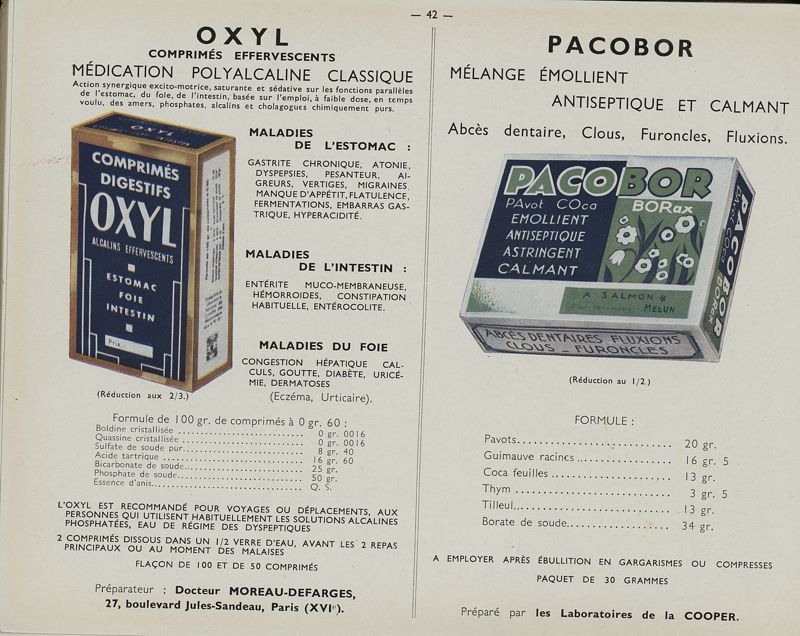 — 42 —
OXYL
COMPRIMÉS EFFERVESCENTS
MÉDICATION POLYALCALINE CLASSIQUE
Action synergique excito-motrice, saturante et sédative sur les fonctions parallèles
de l'estomac, du foie, de l'intestin, basée sur l'emploi, à faible dose, en temps
voulu, des amers, phosphates, alcalins et cholagogues chimiquement purs.
OXYL
COMPRIMÉS
DIGESTIFS
OXYL
ALCALINS EFFERVESCENTS
ESTOMAC
FOIE
INTESTIN
Prix
(Réduction aux 2/3.)
MALADIES
DE L'ESTOMAC :
GASTRITE CHRONIQUE, ATONIE,
DYSPEPSIES, PESANTEUR, AI-
GREURS, VERTIGES, MIGRAINES
MANQUE D'APPÉTIT, FLATULENCE,
FERMENTATIONS, EMBARRAS GAS-
TRIQUE, HYPERACIDITÉ.
MALADIES
DE L'INTESTIN :
ENTÉRITE MUCO-MEMBRANEUSE,
HÉMORROIDES, CONSTIPATION
HABITUELLE, ENTÉROCOLITE.
MALADIES DU FOIE
CONGESTION HÉPATIQUE CAL-
CULS, GOUTTE, DIABÈTE, URICÉ-
MIE, DERMATOSES
(Eczéma, Urticaire).
Formule de 100 gr. de comprimés à 0 gr. 60 :
Boldine cristallisée ........ 0 gr. 0016
Quassine cristallisée ........ 0 gr. 0016
Sulfate de soude pur........ 8 gr. 40
Acide tartrique ........ 16 gr. 60
Bicarbonate de soude........ 25 gr.
Phosphate de soude........ 50 gr.
Essence d'anis........ Q. S.
L'OXYL EST RECOMMANDÉ POUR VOYAGES OU DÉPLACEMENTS, AUX
PERSONNES QUI UTILISENT HABITUELLEMENT LES SOLUTIONS ALCALINES
PHOSPHATÉES, EAU DE RÉGIME DES DYSPEPTIQUES
2 COMPRIMÉS DISSOUS DANS UN 1/2 VERRE D'EAU, AVANT LES 2 REPAS
PRINCIPAUX OU AU MOMENT DES MALAISES
FLAÇON DE 100 ET DE 50 COMPRIMÉS
Préparateur : Docteur MOREAU-DEFARGES,
27, boulevard Jules-Sandeau, Paris (XVIe).
PACOBOR
MÉLANGE ÉMOLLIENT
ANTISEPTIQUE ET CALMANT
Abcès dentaire, Clous, Furoncles, Fluxions.
PACOBOR
PAvot COca BORax
EMOLLIENT
ANTISEPTIQUE
ASTRINGENT
CALMANT
A SALMON
MELUN
ABCÈS DENTAIRES FLUXIONS
CLOUS - FURONCLES
PACOBOR
PAvot COca BORax
(Réduction au 1/2.)
FORMULE :
Pavots........ 20 gr.
Guimauve racines ........ 16 gr. 5
Coca feuilles ........ 13 gr.
Thym ........ 3 gr. 5
Tilleul........ 13 gr.
Borate de soude........ 34 gr.
A EMPLOYER APRÈS ÉBULLITION EN GARGARISMES OU COMPRESSES
PAQUET DE 30 GRAMMES
Préparé par les Laboratoires de la COOPER.